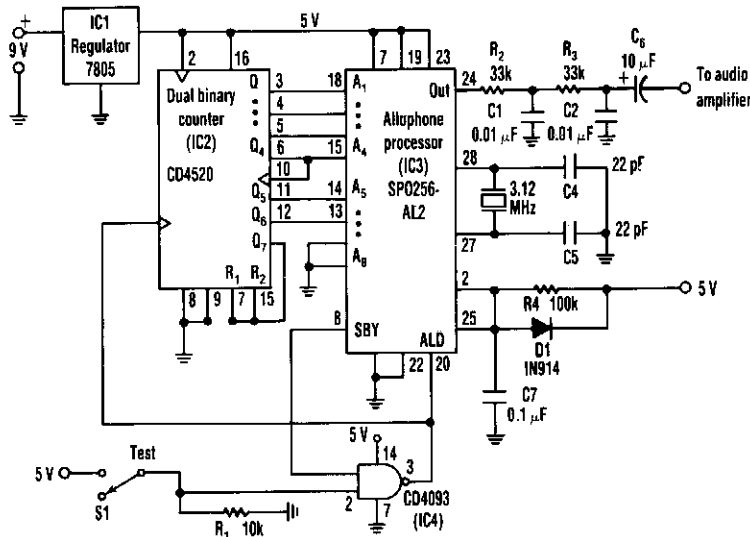 +
9 V
IC1
Regulator
7805
5 V
2
16
7
19
23
Dual binary
counter
(IC2)
CD4520
Q
3
4
5
Q4
6
10
Q5
11
Q6
12
Q7
R1 R2
8
9
7
15
18
A1
15
A4
14
A5
13
A8
Allophone
processor
(IC3)
SPO256-
AL2
Out
24
R2
33k
R3
33k
C6
10 μF
+
To audio
amplifier
C1
0.01 μF
C2
0.01 μF
28
3.12
MHz
27
22 pF
C4
22 pF
C5
2
R4 100k
5 V
25
D1
IN914
C7
0.1 μF
8
SBY
ALD
22
20
5 V
14
3
2
7
CD4093
(IC4)
5 V
Test
S1
R1 10k